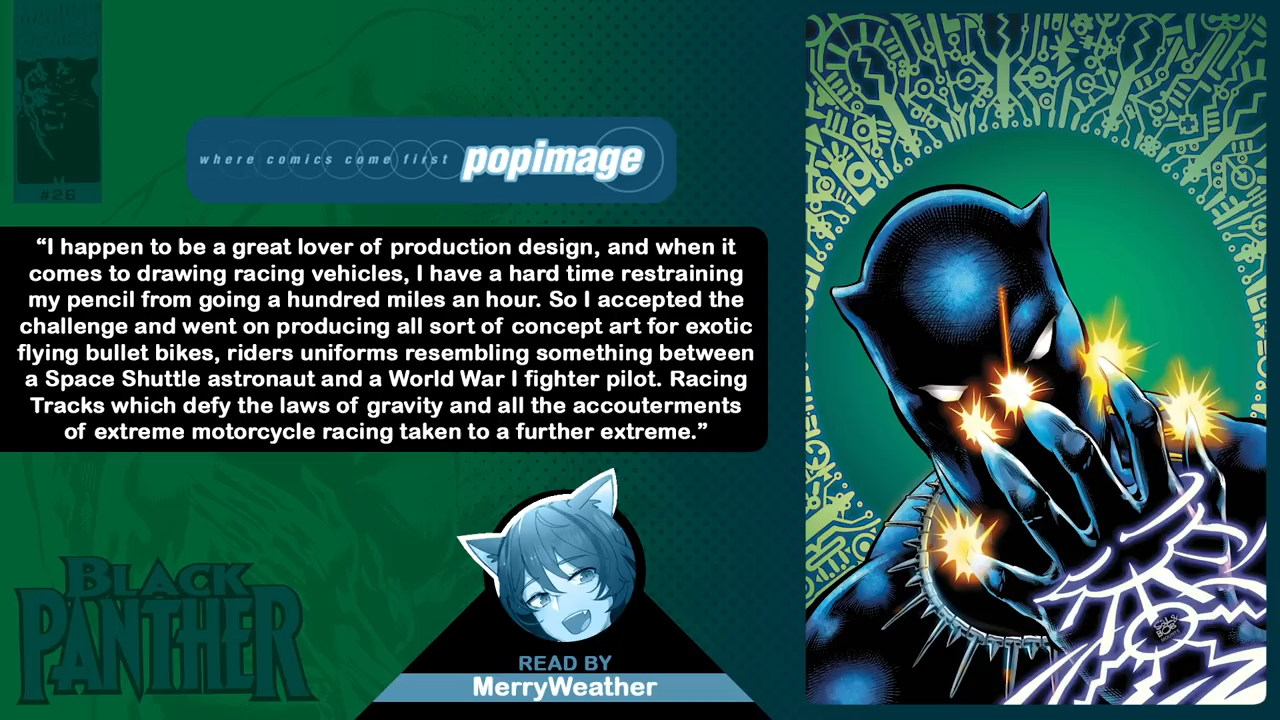 #26
where comics come first popimage
“I happen to be a great lover of production design, and when it
comes to drawing racing vehicles, I have a hard time restraining
my pencil from going a hundred miles an hour. So I accepted the
challenge and went on producing all sort of concept art for exotic
flying bullet bikes, riders uniforms resembling something between
a Space Shuttle astronaut and a World War I fighter pilot. Racing
Tracks which defy the laws of gravity and all the accouterments
of extreme motorcycle racing taken to a further extreme.”
BLACK
PANTHER
READ BY
MerryWeather